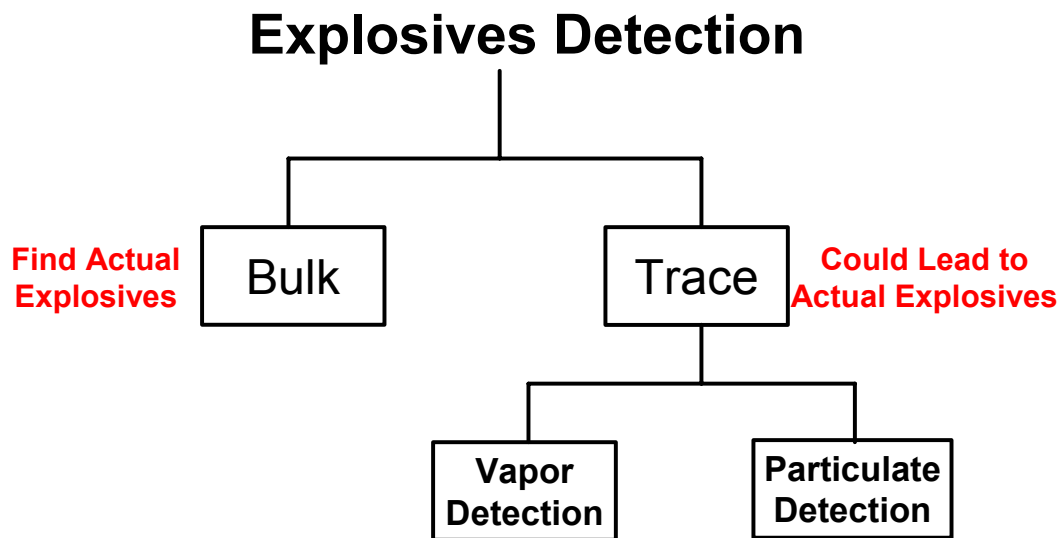 Explosives Detection
Find Actual
Explosives
Bulk
Trace
Could Lead to
Actual Explosives
Vapor
Detection
Particulate
Detection